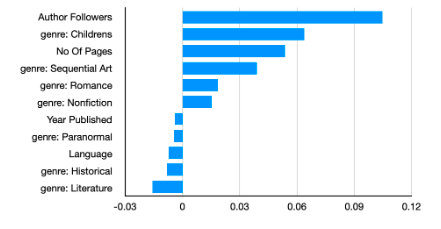 Author Followers
genre: Childrens
No Of Pages
genre: Sequential Art
genre: Romance
genre: Nonfiction
Year Published
genre: Paranormal
Language
genre: Historical
genre: Literature
-0.03 0 0.03 0.06 0.09 0.12